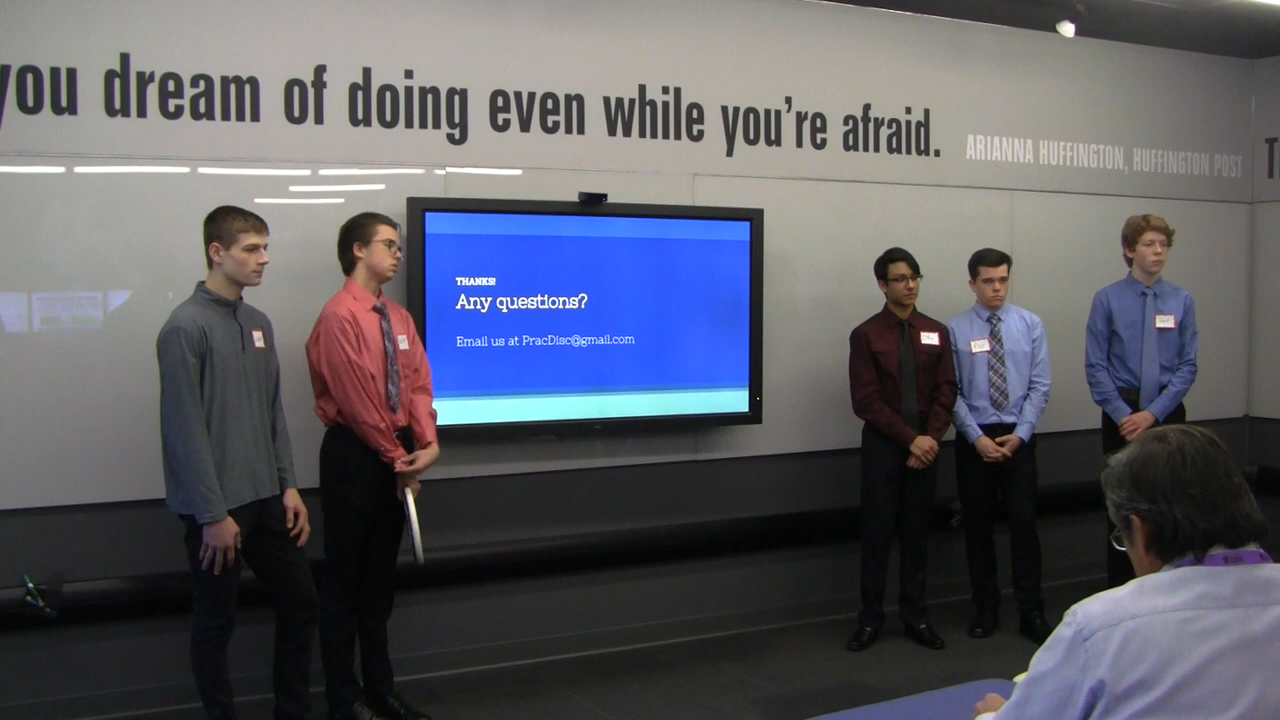 you dream of doing even while you're afraid.
ARIANNA HUFFINGTON, HUFFINGTON POST
THANKS!
Any questions?
Email us at PracDisc@gmail.com